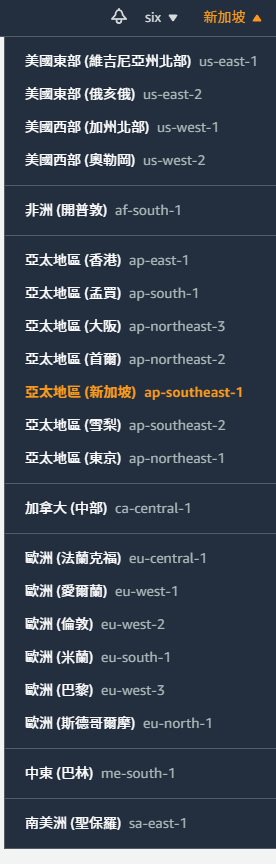 six 新加坡
美國東部 (維吉尼亞州北部) us-east-1
美國東部 (俄亥俄) us-east-2
美國西部 (加州北部) us-west-1
美國西部 (奧勒岡) us-west-2
非洲 (開普敦) af-south-1
亞太地區 (香港) ap-east-1
亞太地區 (孟買) ap-south-1
亞太地區 (大阪) ap-northeast-3
亞太地區 (首爾) ap-northeast-2
亞太地區 (新加坡) ap-southeast-1
亞太地區 (雪梨) ap-southeast-2
亞太地區 (東京) ap-northeast-1
加拿大 (中部) ca-central-1
歐洲 (法蘭克福) eu-central-1
歐洲 (愛爾蘭) eu-west-1
歐洲 (倫敦) eu-west-2
歐洲 (米蘭) eu-south-1
歐洲 (巴黎) eu-west-3
歐洲 (斯德哥爾摩) eu-north-1
中東 (巴林) me-south-1
南美洲 (聖保羅) sa-east-1